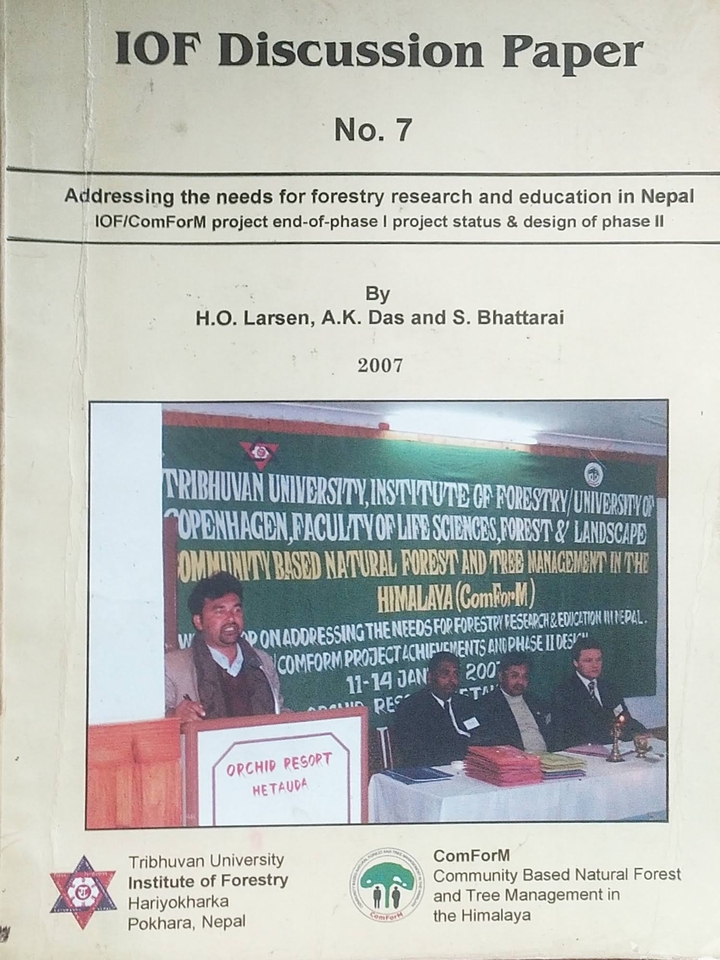 IOF Discussion Paper
No. 7
Addressing the needs for forestry research and education in Nepal
IOF/ComForM project end-of-phase I project status & design of phase II
By
H.O. Larsen, A.K. Das and S. Bhattarai
2007
TRIBHUVAN UNIVERSITY, INSTITUTE OF FORESTRY/UNIVERSITY OF
COPENHAGEN, FACULTY OF LIFE SCIENCES, FOREST & LANDSCAPE
COMMUNITY BASED NATURAL FOREST AND TREE MANAGEMENT IN THE
HIMALAYA (ComForM)
ON ADDRESSING THE NEEDS FOR FORESTRY RESEARCH & EDUCATION IN NEPAL.
COMFORM PROJECT ACHIEVEMENTS AND PHASE II DESIGN
11-14 JAN 2007
ORCHID RESORT
HETAUDA
Tribhuvan University
Institute of Forestry
Hariyokharka
Pokhara, Nepal
ComForM
ComForM
Community Based Natural Forest
and Tree Management in
the Himalaya